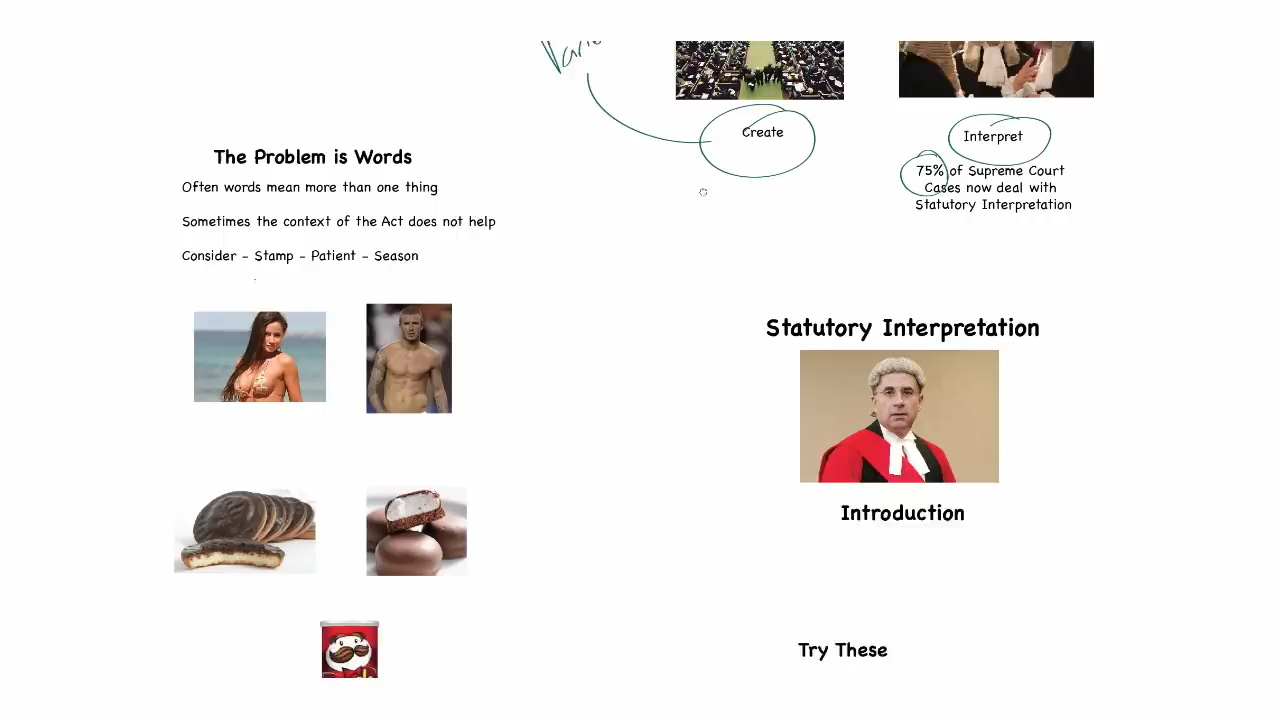 Create
Interpret
75% of Supreme Court
Cases now deal with
Statutory Interpretation
The Problem is Words
Often words mean more than one thing
Sometimes the context of the Act does not help
Consider - Stamp - Patient - Season
Statutory Interpretation
Introduction
Try These